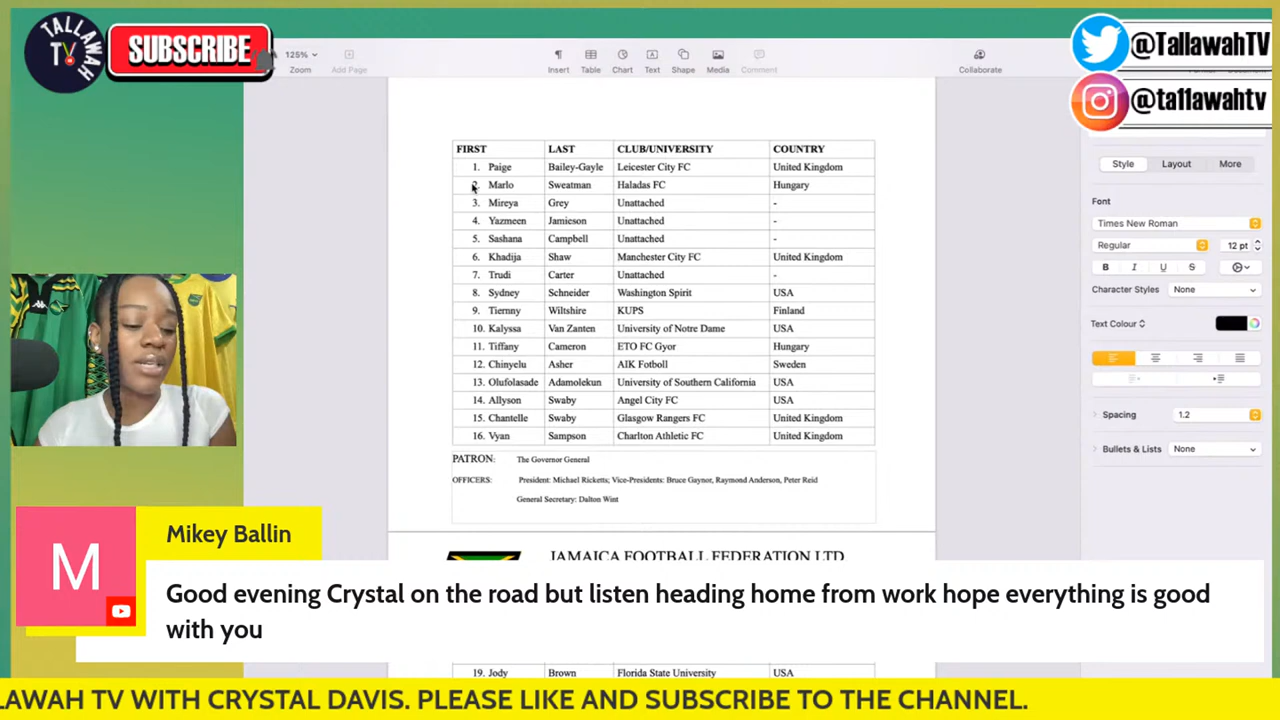 TALLAWAH
TV
SUBSCRIBE
125%
Zoom
Add Page
Insert
Table
Chart
Text
Shape
Media
Comment
Collaborate
@TallawahTV
@ta11awahtv
FIRST LAST CLUB/UNIVERSITY COUNTRY
1. Paige Bailey-Gayle Leicester City FC United Kingdom
2. Marlo Sweatman Haladas FC Hungary
3. Mireya Grey Unattached -
4. Yazmeen Jamieson Unattached -
5. Sashana Campbell Unattached -
6. Khadija Shaw Manchester City FC United Kingdom
7. Trudi Carter Unattached -
8. Sydney Schneider Washington Spirit USA
9. Tiernny Wiltshire KUPS Finland
10. Kalyssa Van Zanten University of Notre Dame USA
11. Tiffany Cameron ETO FC Gyor Hungary
12. Chinyelu Asher AIK Fotboll Sweden
13. Olufolasade Adamolekun University of Southern California USA
14. Allyson Swaby Angel City FC USA
15. Chantelle Swaby Glasgow Rangers FC United Kingdom
16. Vyan Sampson Charlton Athletic FC United Kingdom
PATRON: The Governor General
OFFICERS: President: Michael Ricketts; Vice-Presidents: Bruce Gaynor, Raymond Anderson, Peter Reid
General Secretary: Dalton Wint
JAMAICA FOOTBALL FEDERATION LTD
19. Jody Brown Florida State University USA
Style Layout More
Font
Times New Roman
Regular 12 pt
B I U S
Character Styles None
Text Colour
Spacing 1.2
Bullets & Lists None
M
Mikey Ballin
Good evening Crystal on the road but listen heading home from work hope everything is good
with you
LAWAH TV WITH CRYSTAL DAVIS. PLEASE LIKE AND SUBSCRIBE TO THE CHANNEL.